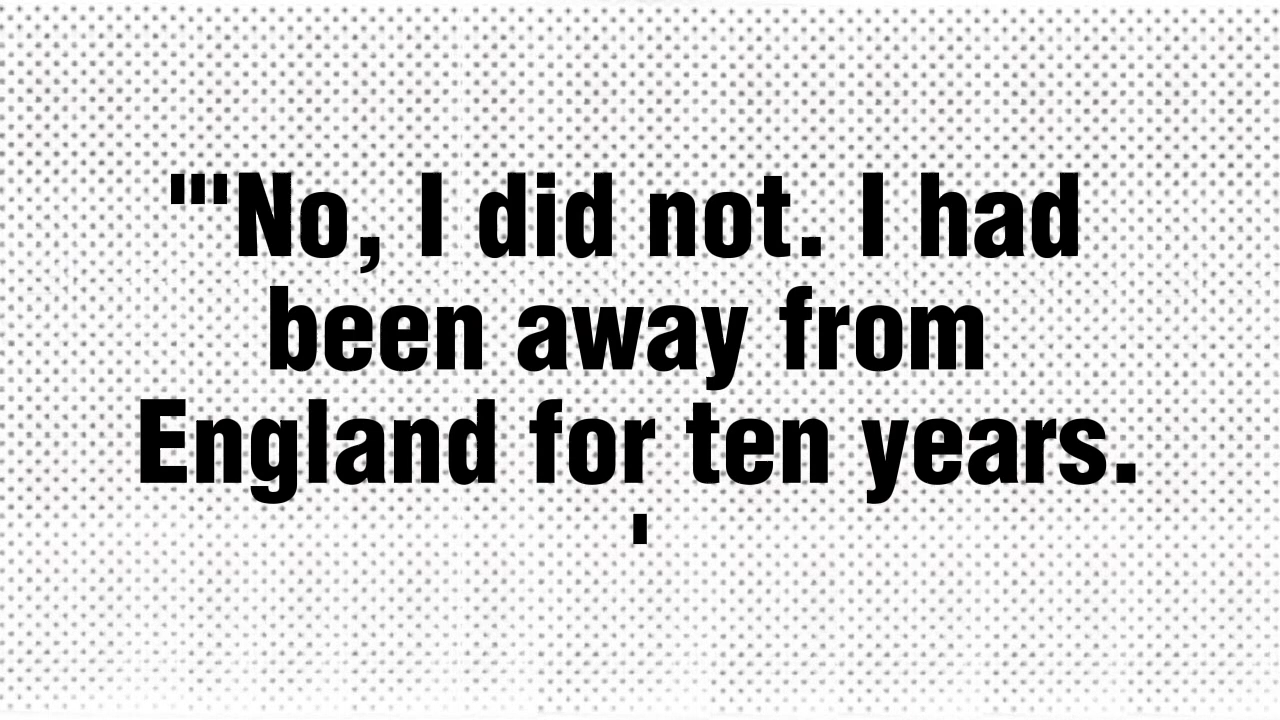 "'No, I did not. I had
been away from
England for ten years.
'